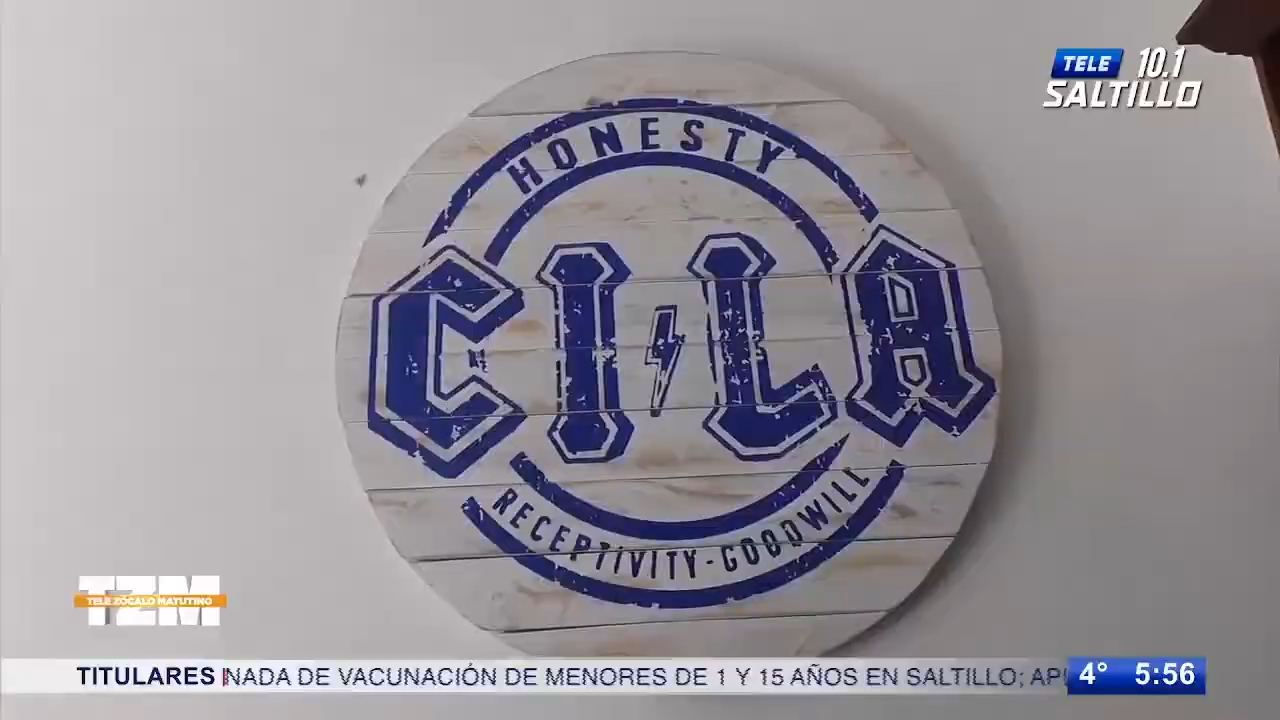 TELE 10.1
SALTILLO
HONESTY
CILA
RECEPTIVITY-GOODWILL
TZM
TELE ZÓCALO MATUTINO
TITULARES
NADA DE VACUNACIÓN DE MENORES DE 1 Y 15 AÑOS EN SALTILLO;
4° 5:56